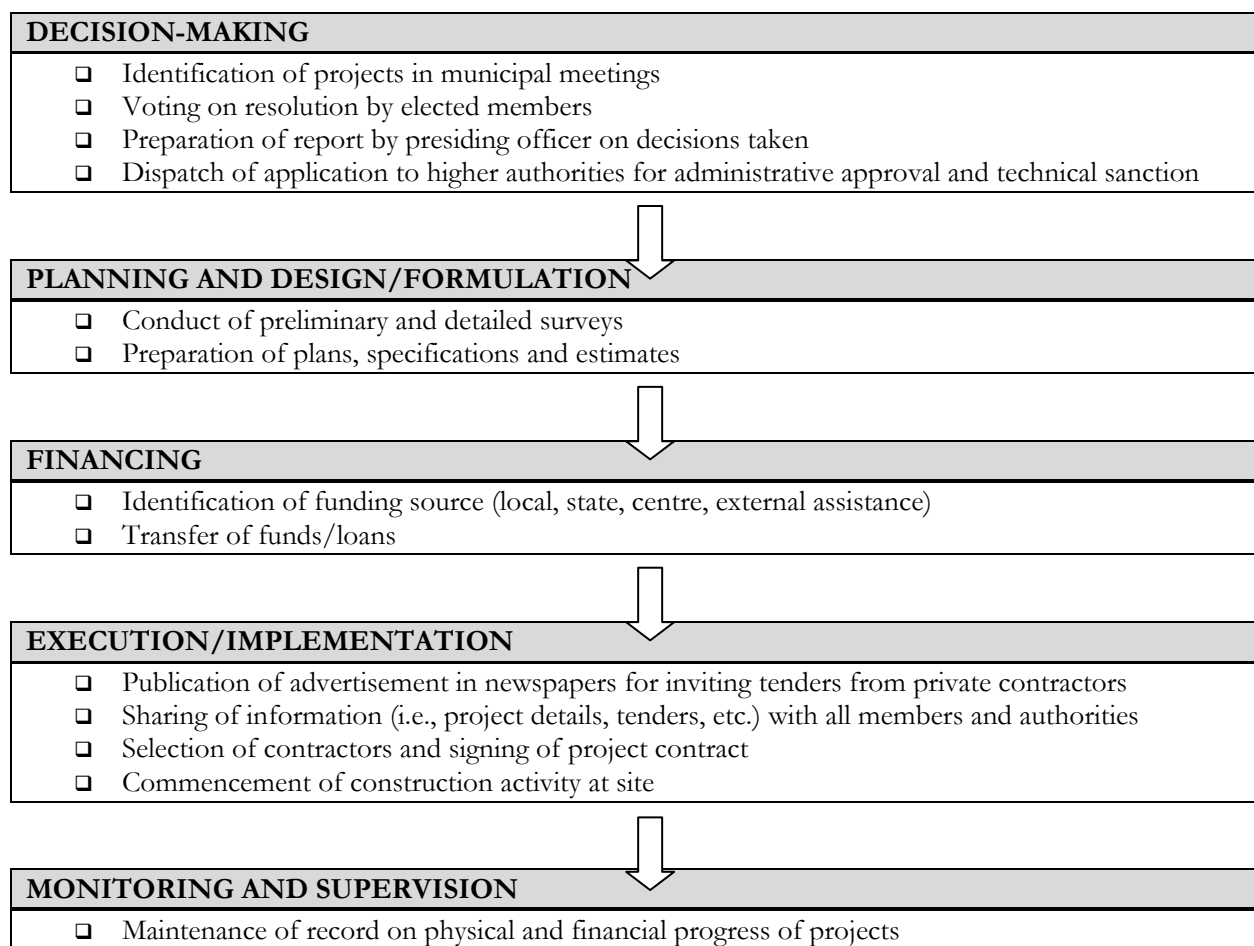 DECISION-MAKING
❑ Identification of projects in municipal meetings
❑ Voting on resolution by elected members
❑ Preparation of report by presiding officer on decisions taken
❑ Dispatch of application to higher authorities for administrative approval and technical sanction
PLANNING AND DESIGN/FORMULATION
❑ Conduct of preliminary and detailed surveys
❑ Preparation of plans, specifications and estimates
FINANCING
❑ Identification of funding source (local, state, centre, external assistance)
❑ Transfer of funds/loans
EXECUTION/IMPLEMENTATION
❑ Publication of advertisement in newspapers for inviting tenders from private contractors
❑ Sharing of information (i.e., project details, tenders, etc.) with all members and authorities
❑ Selection of contractors and signing of project contract
❑ Commencement of construction activity at site
MONITORING AND SUPERVISION
❑ Maintenance of record on physical and financial progress of projects